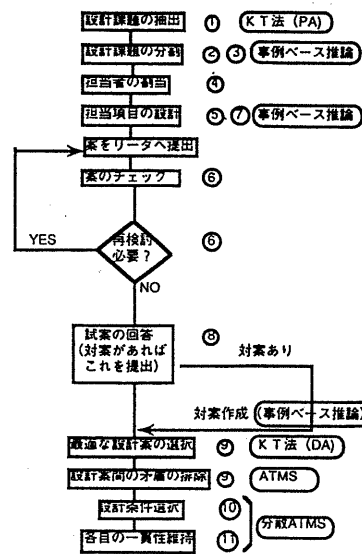 設計課題の抽出 ① KT法(PA)
設計課題の分割 ② ③ 事例ベース推論
担当者の割当 ④
担当項目の設計 ⑤、⑦ 事例ベース推論
案をリーダへ提出
案のチェック ⑥
再検討
必要？ ⑥
YES
NO
試案の回答 ⑧
(対案があれば
これを提出)
対案あり
対案作成 (事例ベース推論)
最適な設計案の選択 ⑨ KT法(DA)
設計案間の矛盾の排除 ⑨ ATMS
設計条件選択 ⑩
分散ATMS
各自の一貫性維持 ⑪